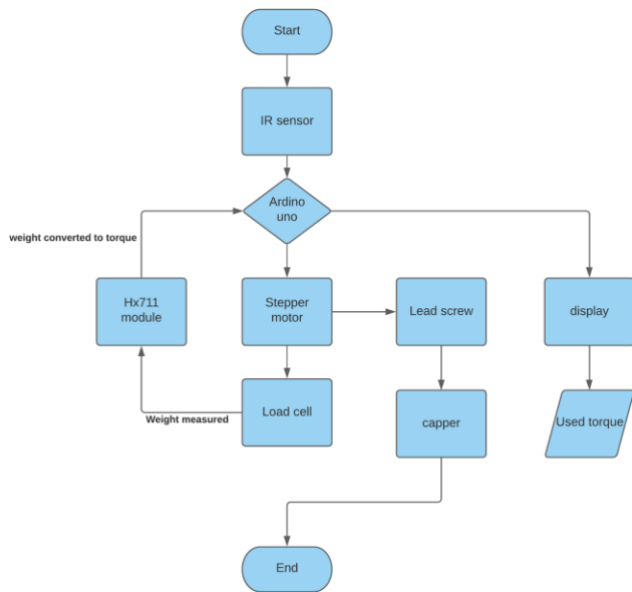 Start
IR sensor
Ardino
uno
weight converted to torque
Hx711
module
Stepper
motor
Lead screw
display
Load cell
Weight measured
capper
Used torque
End